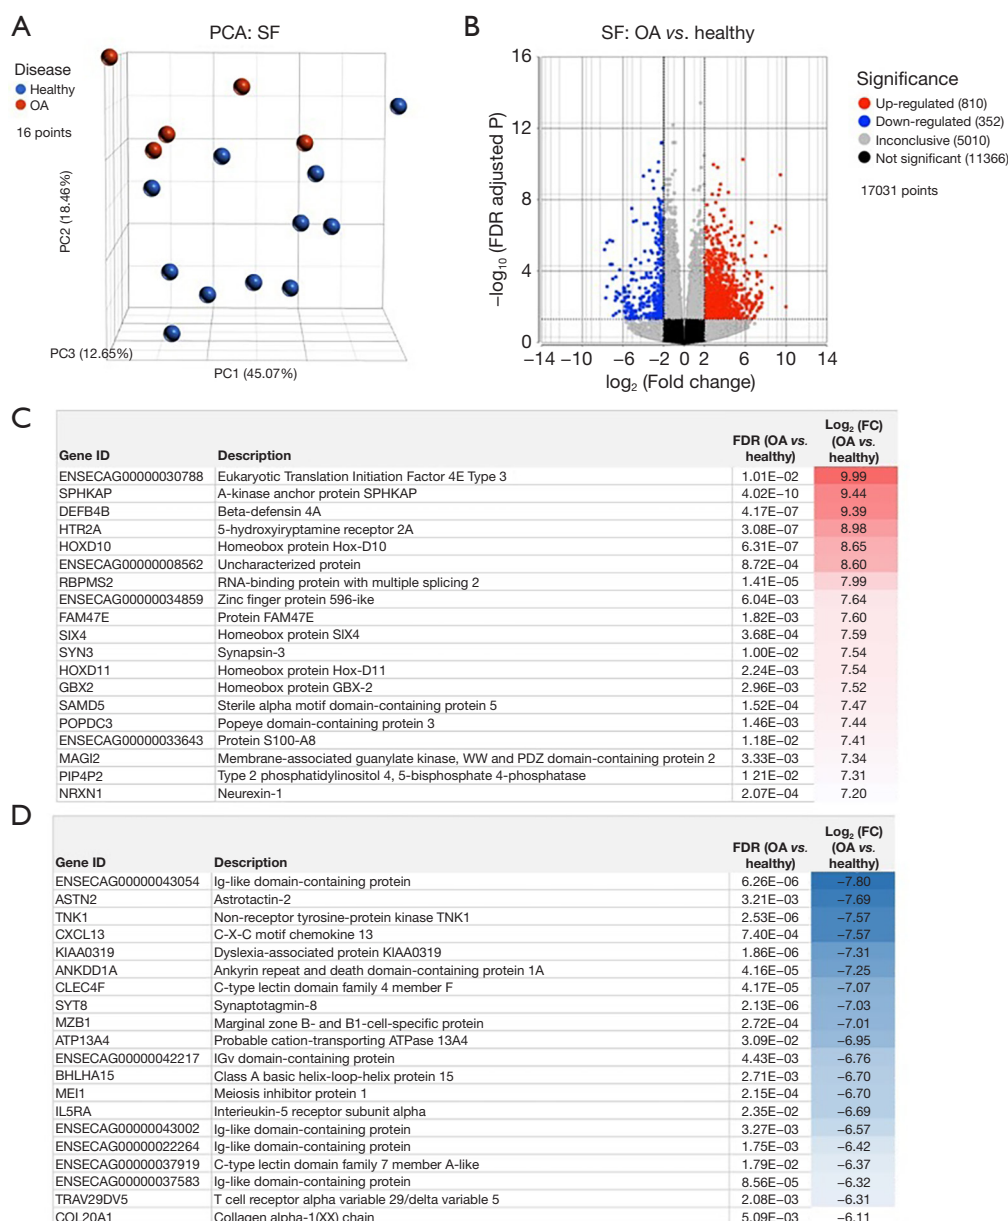 A
PCA: SF
Disease
Healthy
OA
16 points
PC2 (18.46%)
PC3 (12.65%)
PC1 (45.07%)
B
SF: OA vs. healthy
16
12
8
4
0
−log₁₀ (FDR adjusted P)
−14 −10 −6 −2 0 2 6 10 14
log₂ (Fold change)
Significance
Up-regulated (810)
Down-regulated (352)
Inconclusive (5010)
Not significant (11366)
17031 points
C
Gene ID Description FDR (OA vs. healthy) Log₂ (FC) (OA vs. healthy)
ENSECAG00000030788 Eukaryotic Translation Initiation Factor 4E Type 3 1.01E−02 9.99
SPHKAP A-kinase anchor protein SPHKAP 4.02E−10 9.44
DEFB4B Beta-defensin 4A 4.17E−07 9.39
HTR2A 5-hydroxyiryptamine receptor 2A 3.08E−07 8.98
HOXD10 Homeobox protein Hox-D10 6.31E−07 8.65
ENSECAG00000008562 Uncharacterized protein 8.72E−04 8.60
RBPMS2 RNA-binding protein with multiple splicing 2 1.41E−05 7.99
ENSECAG00000034859 Zinc finger protein 596-ike 6.04E−03 7.64
FAM47E Protein FAM47E 1.82E−03 7.60
SIX4 Homeobox protein SIX4 3.68E−04 7.59
SYN3 Synapsin-3 1.00E−02 7.54
HOXD11 Homeobox protein Hox-D11 2.24E−03 7.54
GBX2 Homeobox protein GBX-2 2.96E−03 7.52
SAMD5 Sterile alpha motif domain-containing protein 5 1.52E−04 7.47
POPDC3 Popeye domain-containing protein 3 1.46E−03 7.44
ENSECAG00000033643 Protein S100-A8 1.18E−02 7.41
MAGI2 Membrane-associated guanylate kinase, WW and PDZ domain-containing protein 2 3.33E−03 7.34
PIP4P2 Type 2 phosphatidylinositol 4, 5-bisphosphate 4-phosphatase 1 21E−02 7.31
NRXN1 Neurexin-1 2.07E−04 7.20
D
Gene ID Description FDR (OA vs. healthy) Log₂ (FC) (OA vs. healthy)
ENSECAG00000043054 Ig-like domain-containing protein 6.26E−06 −7.80
ASTN2 Astrotactin-2 3.21E−03 −7.69
TNK1 Non-receptor tyrosine-protein kinase TNK1 2.53E−06 −7.57
CXCL13 C-X-C motif chemokine 13 7.40E−04 −7.57
KIAA0319 Dyslexia-associated protein KIAA0319 1.86E−06 −7.31
ANKDD1A Ankyrin repeat and death domain-containing protein 1A 4.16E−05 −7.25
CLEC4F C-type lectin domain family 4 member F 4.17E−05 −7.07
SYT8 Synaptotagmin-8 2.13E−06 −7.03
MZB1 Marginal zone B- and B1-cell-specific protein 2.72E−04 −7.01
ATP13A4 Probable cation-transporting ATPase 13A4 3.09E−02 −6.95
ENSECAG00000042217 IGv domain-containing protein 4.43E−03 −6.76
BHLHA15 Class A basic helix-loop-helix protein 15 2.71E−03 −6.70
MEI1 Meiosis inhibitor protein 1 2.15E−04 −6.70
IL5RA Interieukin-5 receptor subunit alpha 2.35E−02 −6.69
ENSECAG00000043002 Ig-like domain-containing protein 3.27E−03 −6.57
ENSECAG00000022264 Ig-like domain-containing protein 1.75E−03 −6.42
ENSECAG00000037919 C-type lectin domain family 7 member A-like 1.79E−02 −6.37
ENSECAG00000037583 Ig-like domain-containing protein 8.56E−05 −6.32
TRAV29DV5 T cell receptor alpha variable 29/delta variable 5 2.08E−03 −6.31
COL20A1 Collagen alpha-1(XX) chain 5.09E−03 −6.11